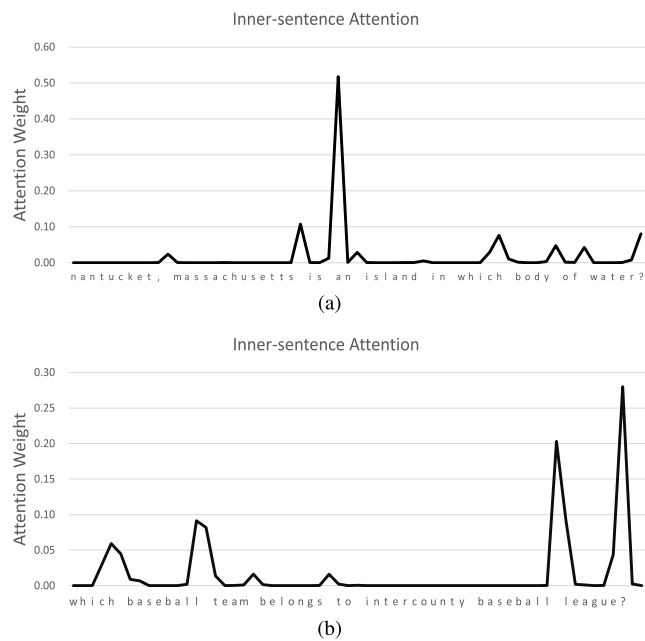 Inner-sentence Attention
0.60
0.50
0.40
0.30
0.20
0.10
0.00
Attention Weight
nantucket, massachusetts is an island in which body of water?
(a)
Inner-sentence Attention
0.30
0.25
0.20
0.15
0.10
0.05
0.00
Attention Weight
which baseball team belongs to intercounty baseball league?
(b)